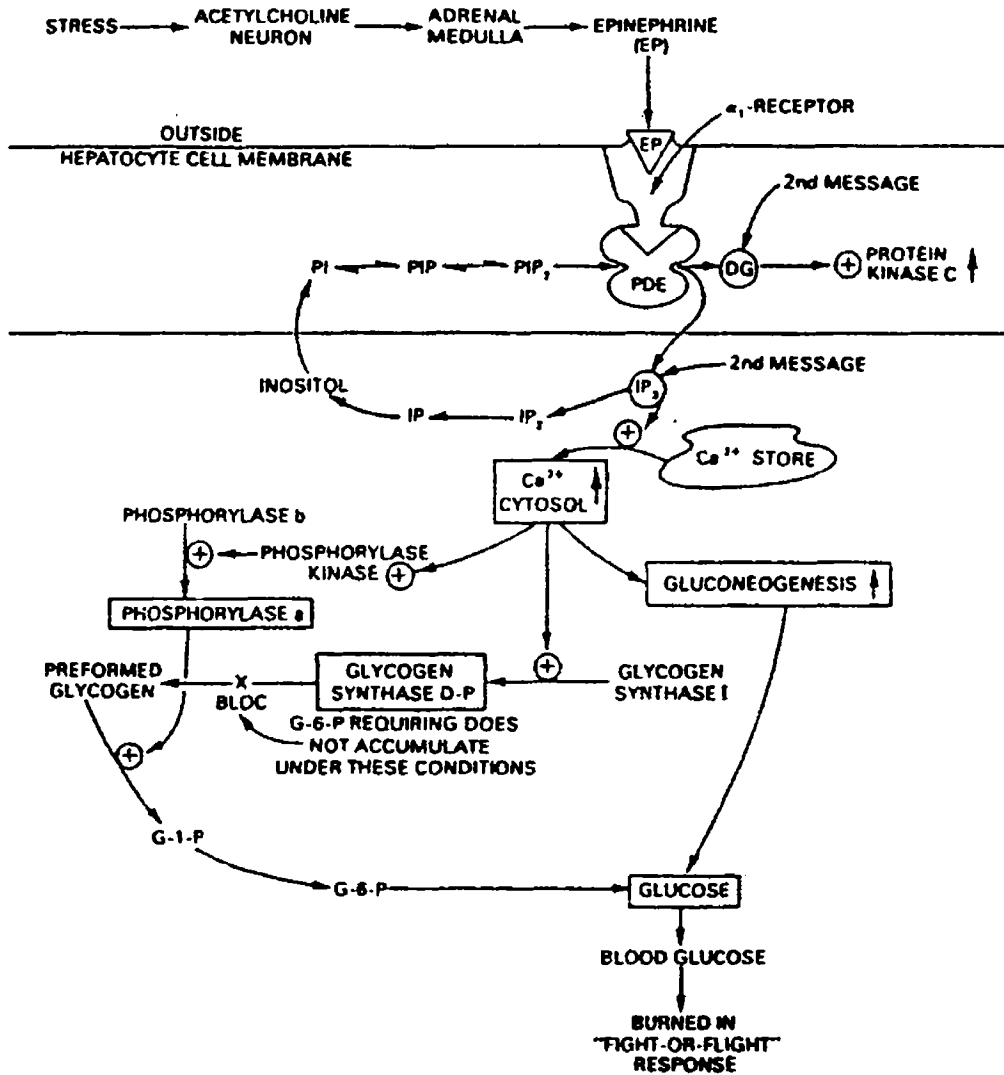 STRESS
ACETYLCHOLINE
NEURON
ADRENAL
MEDULLA
EPINEPHRINE
(EP)
α₁-RECEPTOR
OUTSIDE
EP
HEPATOCYTE CELL MEMBRANE
2nd MESSAGE
PI
PIP
PIP₂
PDE
DG
+
PROTEIN
KINASE C
2nd MESSAGE
INOSITOL
IP
IP₂
IP₃
+
Ca²⁺ STORE
Ca²⁺
CYTOSOL
PHOSPHORYLASE b
+
PHOSPHORYLASE
KINASE +
GLUCONEOGENESIS
PHOSPHORYLASE a
+
PREFORMED
GLYCOGEN
X
BLOC
GLYCOGEN
SYNTHASE D-P
GLYCOGEN
SYNTHASE I
G-6-P REQUIRING DOES
NOT ACCUMULATE
UNDER THESE CONDITIONS
+
G-1-P
G-6-P
GLUCOSE
BLOOD GLUCOSE
BURNED IN
"FIGHT-OR-FLIGHT"
RESPONSE